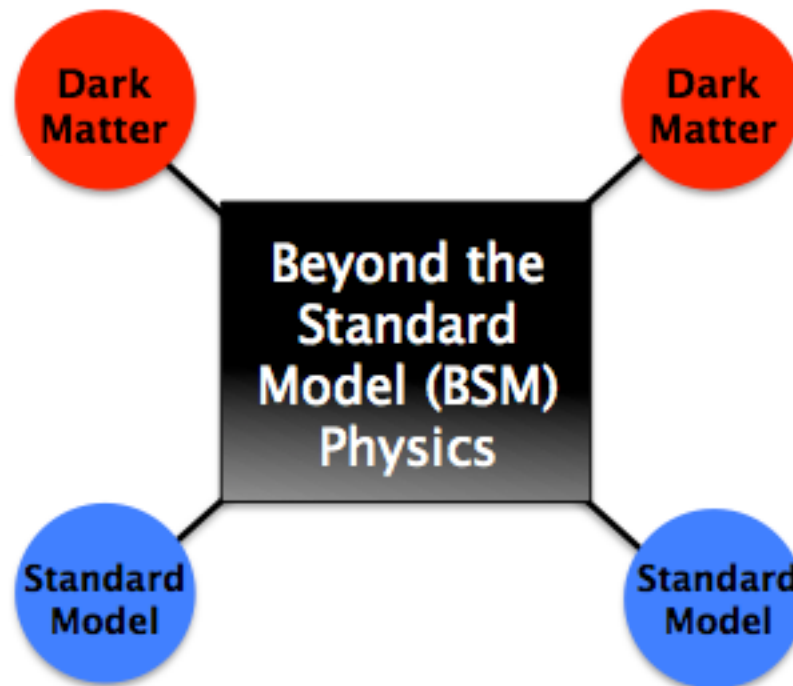 Dark
Matter
Dark
Matter
Beyond the
Standard
Model (BSM)
Physics
Standard
Model
Standard
Model